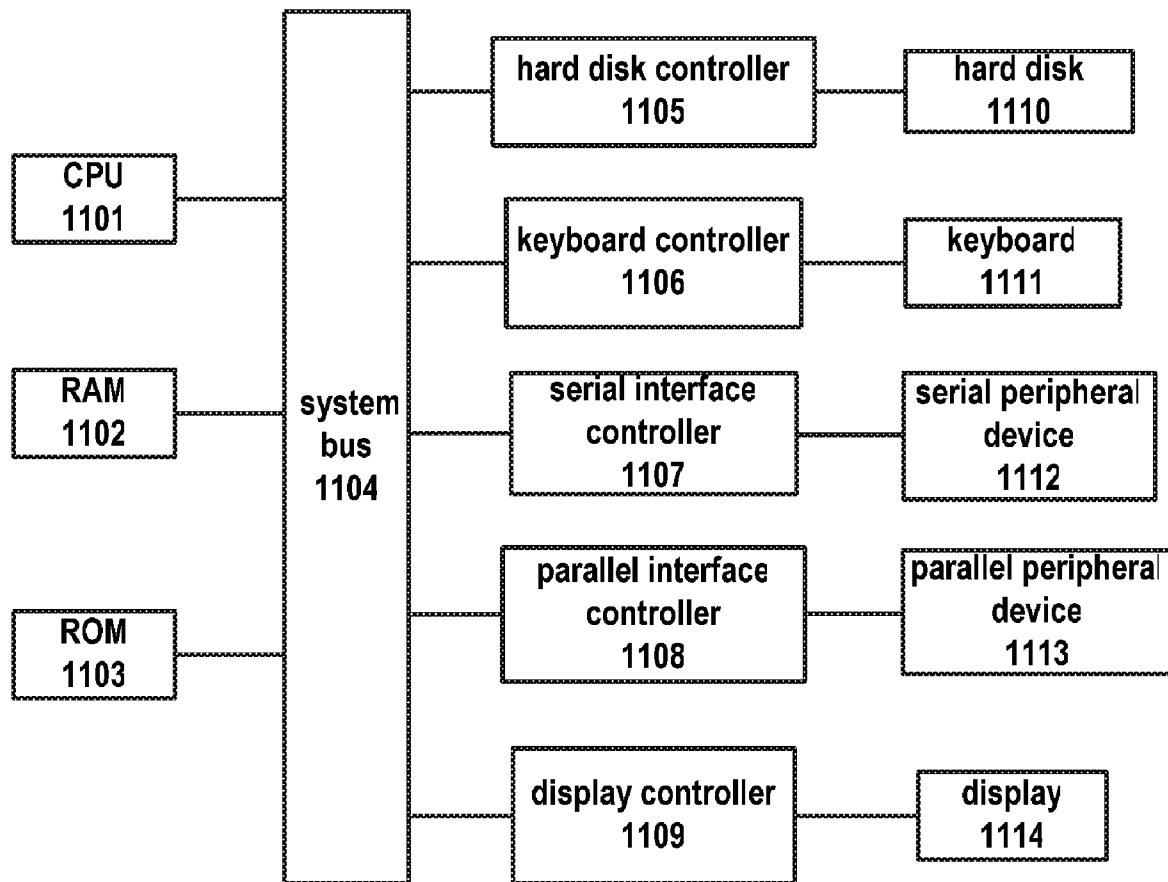 CPU
1101
RAM
1102
ROM
1103
system
bus
1104
hard disk controller
1105
hard disk
1110
keyboard controller
1106
keyboard
1111
serial interface
controller
1107
serial peripheral
device
1112
parallel interface
controller
1108
parallel peripheral
device
1113
display controller
1109
display
1114